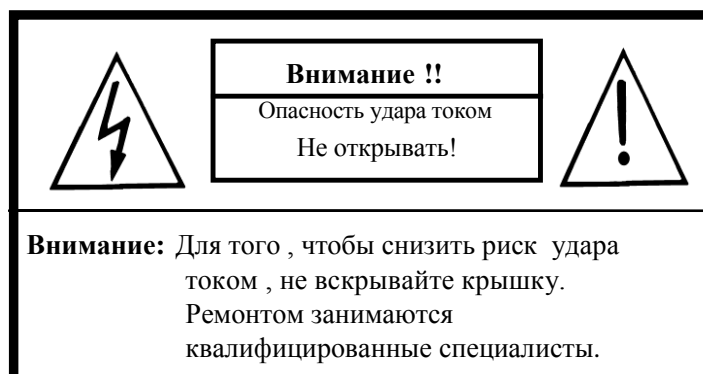 Внимание !!
Опасность удара током
Не открывать!
Внимание: Для того , чтобы снизить риск удара
током , не вскрывайте крышку.
Ремонтом занимаются
квалифицированные специалисты.